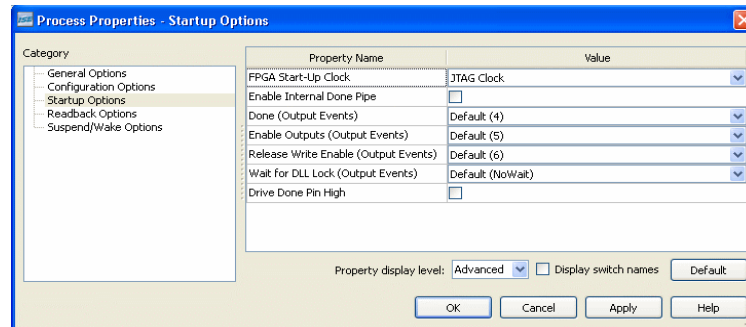 Process Properties - Startup Options
Category
General Options
Configuration Options
Startup Options
Readback Options
Suspend/Wake Options
Property Name Value
FPGA Start-Up Clock JTAG Clock
Enable Internal Done Pipe
Done (Output Events) Default (4)
Enable Outputs (Output Events) Default (5)
Release Write Enable (Output Events) Default (6)
Wait for DLL Lock (Output Events) Default (NoWait)
Drive Done Pin High
Property display level: Advanced Display switch names Default
OK Cancel Apply Help